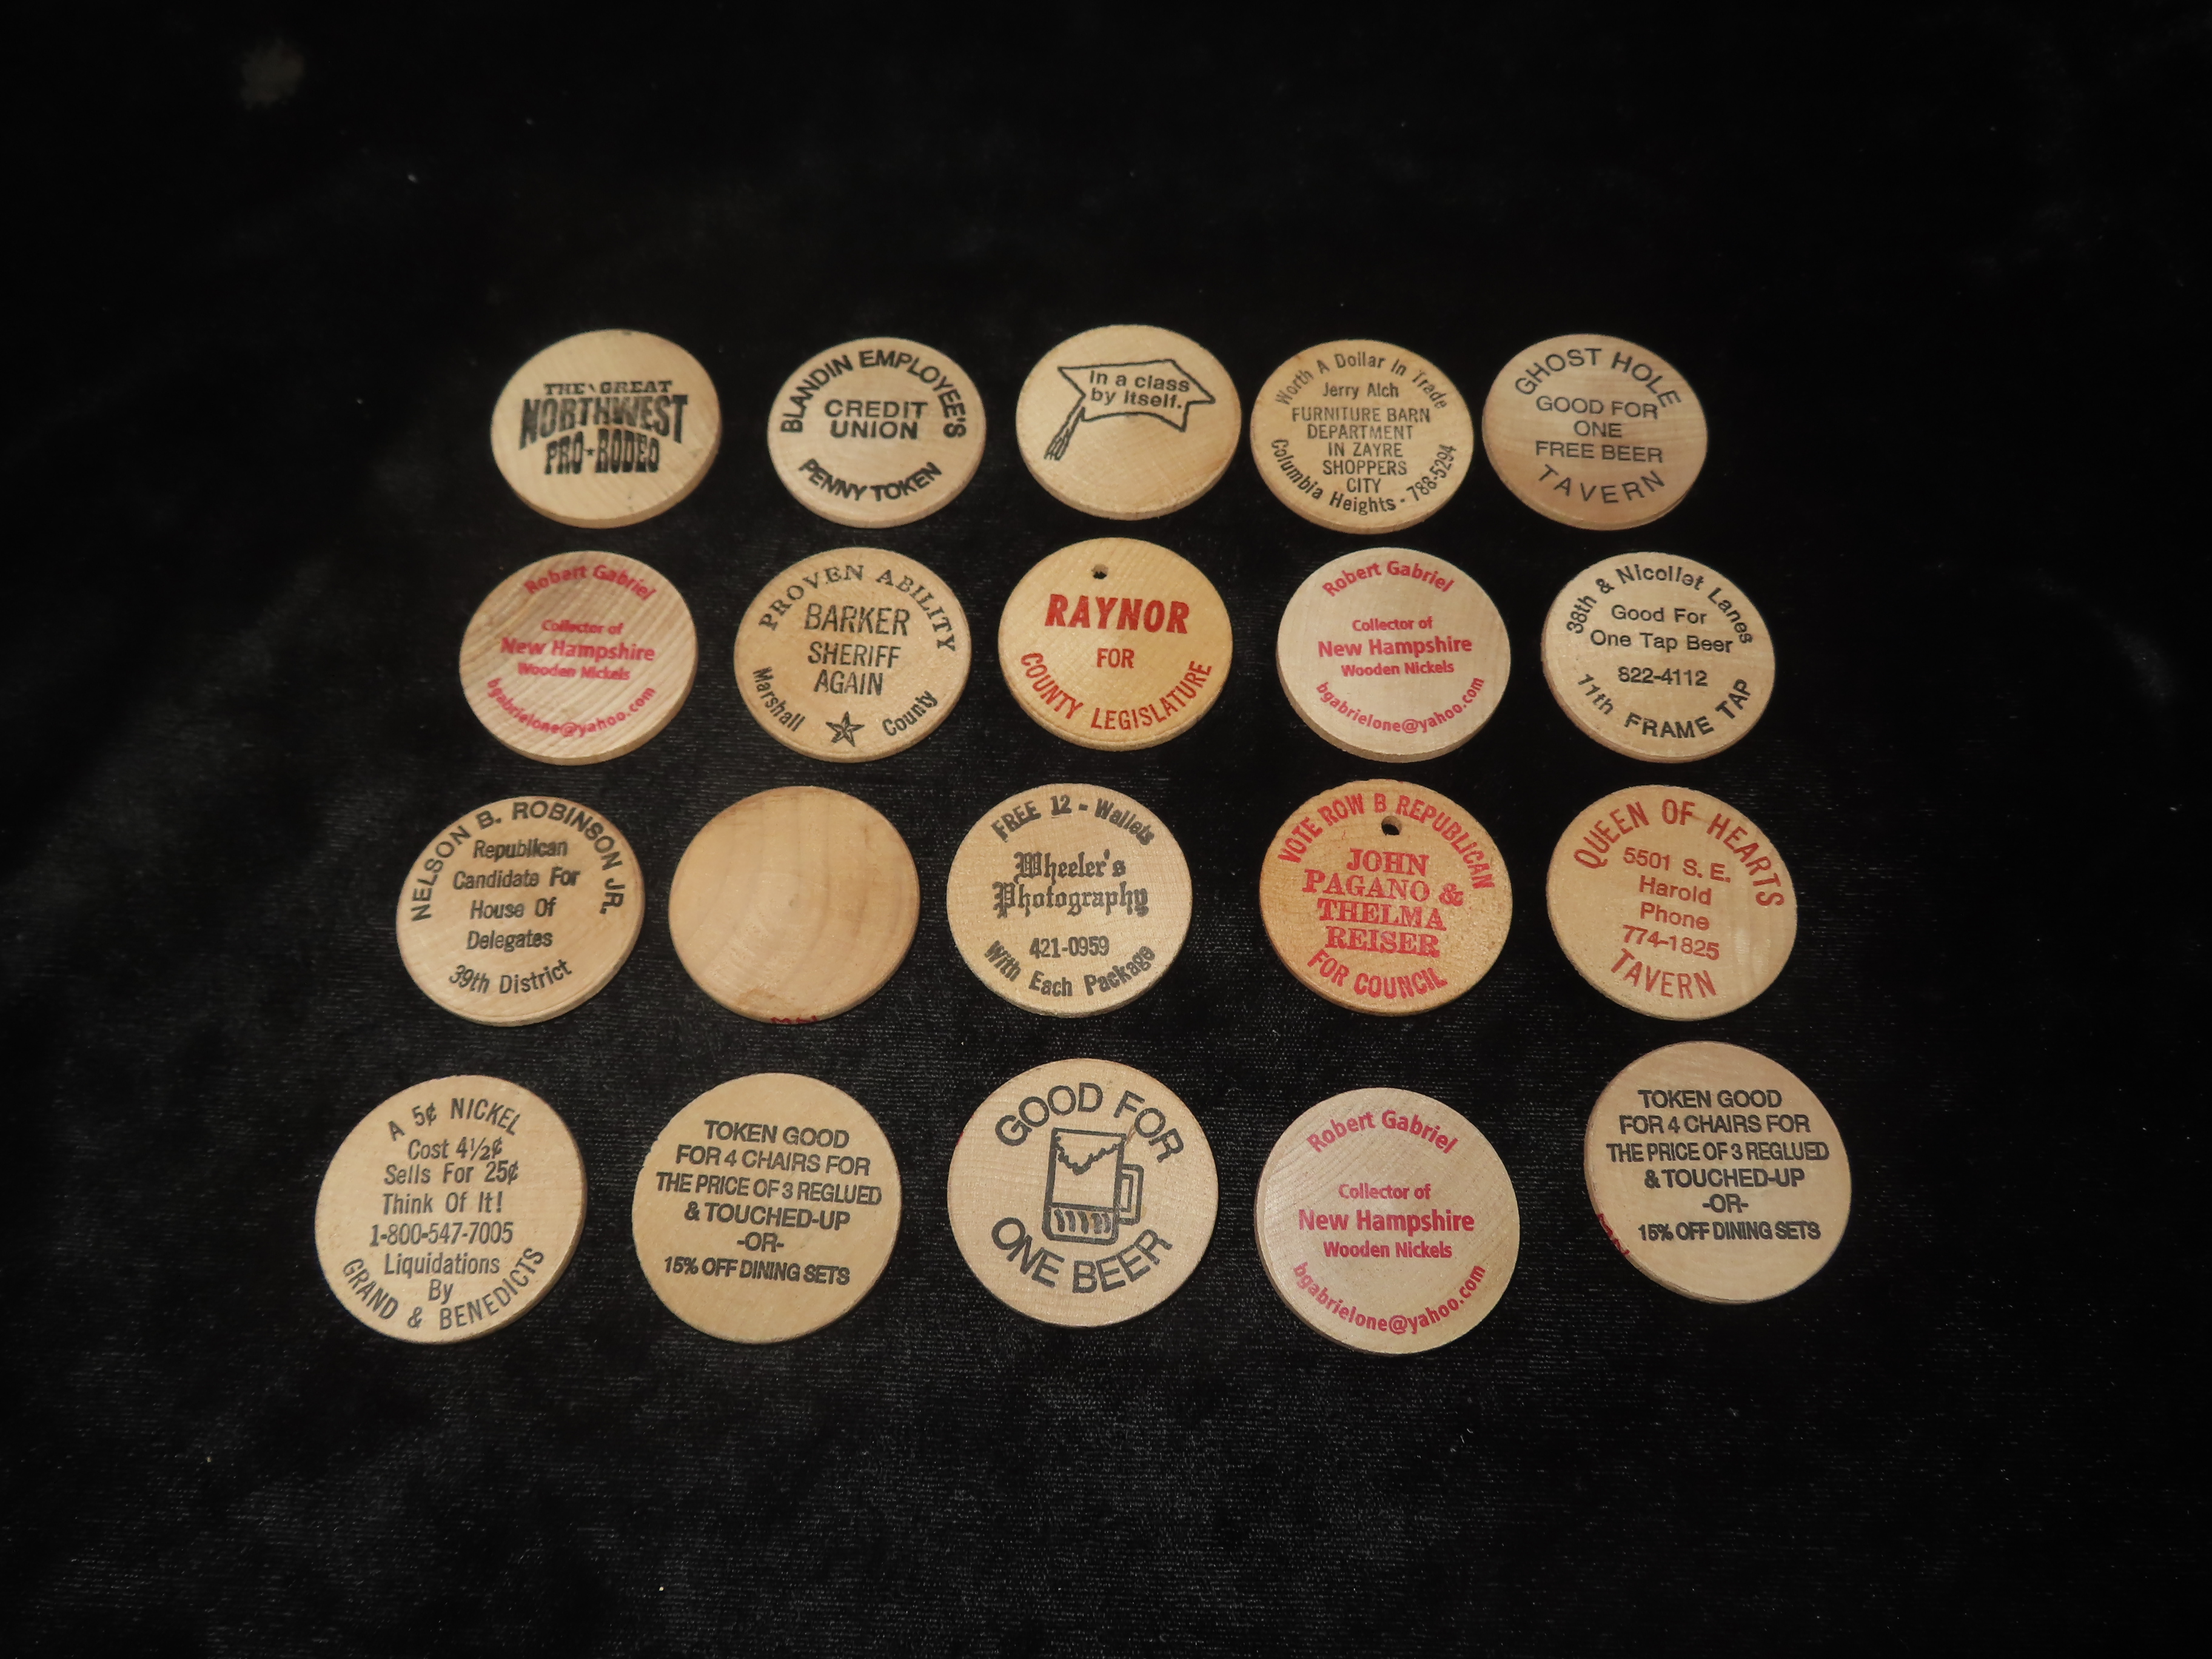 THE GREAT
NORTHWEST
PRO★RODEO
BLANDIN EMPLOYEE'S
CREDIT
UNION
PENNY TOKEN
In a class
by itself.
Worth A Dollar In Trade
Jerry Alch
FURNITURE BARN
DEPARTMENT
IN ZAYRE
SHOPPERS
CITY
Columbia Heights - 788-5294
GHOST HOLE
GOOD FOR
ONE
FREE BEER
TAVERN
Robert Gabriel
Collector of
New Hampshire
Wooden Nickels
bgabrielone@yahoo.com
PROVEN ABILITY
BARKER
SHERIFF
AGAIN
Marshall County
RAYNOR
FOR
COUNTY LEGISLATURE
Robert Gabriel
Collector of
New Hampshire
Wooden Nickels
bgabrielone@yahoo.com
38th & Nicollet Lanes
Good For
One Tap Beer
822-4112
11th FRAME TAP
NELSON B. ROBINSON JR.
Republican
Candidate For
House Of
Delegates
39th District
FREE 12 - Wallets
Wheeler's
Photography
421-0959
With Each Package
VOTE ROW B REPUBLICAN
JOHN
PAGANO &
THELMA
REISER
FOR COUNCIL
QUEEN OF HEARTS
5501 S. E.
Harold
Phone
774-1825
TAVERN
A 5¢ NICKEL
Cost 4½¢
Sells For 25¢
Think Of It!
1-800-547-7005
Liquidations
By
GRAND & BENEDICTS
TOKEN GOOD
FOR 4 CHAIRS FOR
THE PRICE OF 3 REGLUED
& TOUCHED-UP
-OR-
15% OFF DINING SETS
GOOD FOR
ONE BEER
Robert Gabriel
Collector of
New Hampshire
Wooden Nickels
bgabrielone@yahoo.com
TOKEN GOOD
FOR 4 CHAIRS FOR
THE PRICE OF 3 REGLUED
& TOUCHED-UP
-OR-
15% OFF DINING SETS